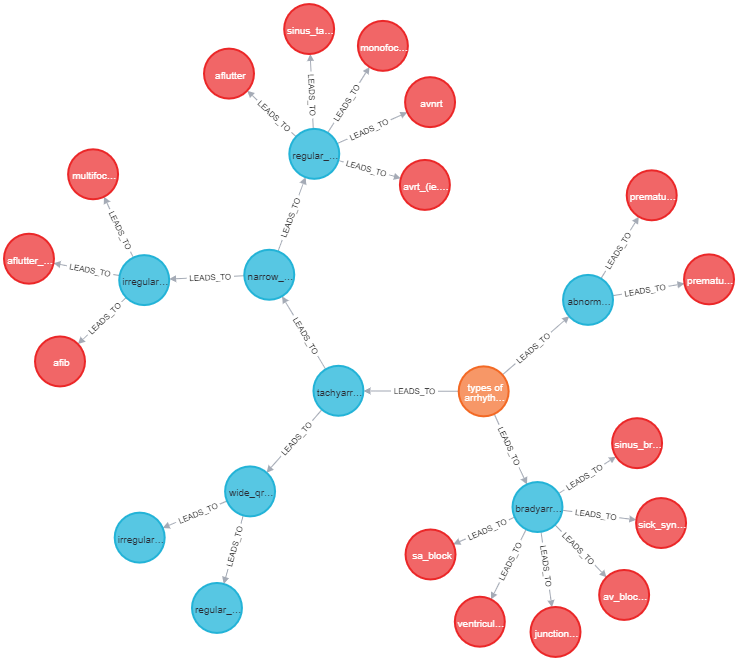 sinus_ta...
LEADS_TO
monofoc...
LEADS_TO
aflutter
LEADS_TO
avnrt
LEADS_TO
regular_...
LEADS_TO
avrt_(ie....
multifoc...
LEADS_TO
LEADS_TO
prematu...
LEADS_TO
aflutter_...
LEADS_TO
irregular...
LEADS_TO
narrow_...
LEADS_TO
prematu...
abnorm...
LEADS_TO
afib
LEADS_TO
LEADS_TO
tachyarr...
LEADS_TO
types of
arrhyth...
LEADS_TO
LEADS_TO
sinus_br...
LEADS_TO
wide_qr...
LEADS_TO
bradyarr...
LEADS_TO
sick_syn...
irregular...
LEADS_TO
LEADS_TO
sa_block
LEADS_TO
LEADS_TO
LEADS_TO
av_bloc...
regular_...
ventricul...
junction...